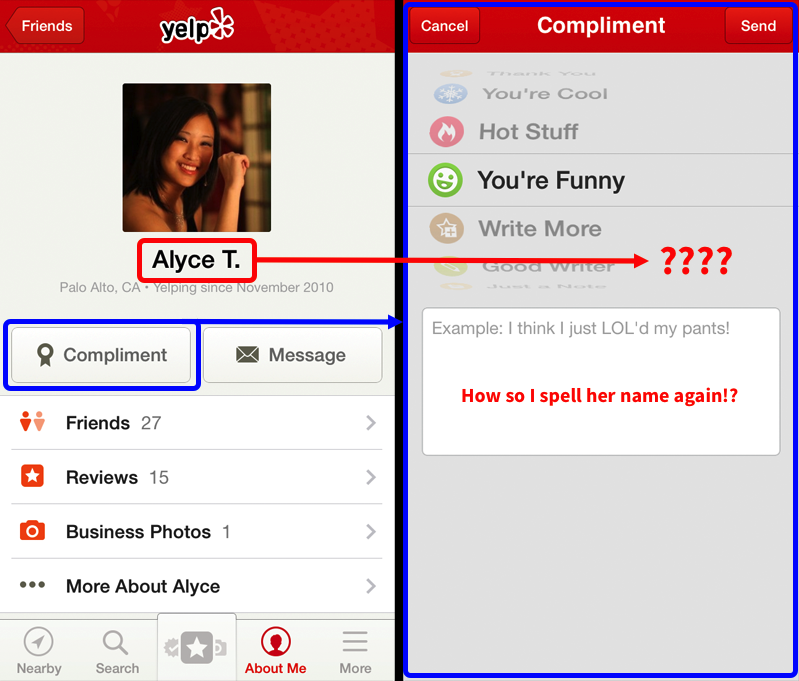 Friends
yelp
Alyce T.
Palo Alto, CA • Yelping since November 2010
Compliment
Message
Friends 27
Reviews 15
Business Photos 1
More About Alyce
Nearby
Search
About Me
More
Cancel
Compliment
Send
Thank You
You're Cool
Hot Stuff
You're Funny
Write More
????
Good Writer
Just a Note
Example: I think I just LOL'd my pants!
How so I spell her name again!?